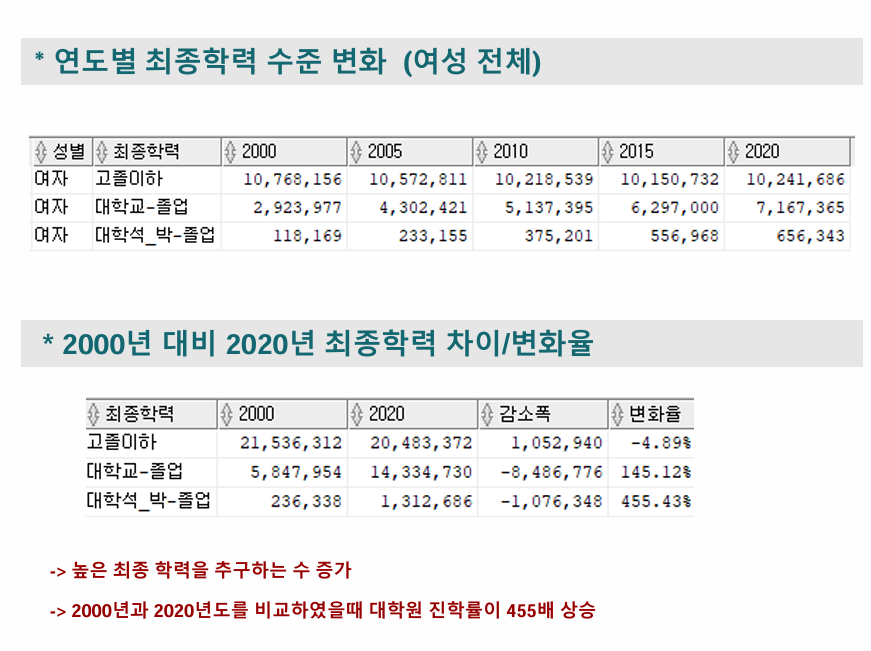 * 연도별 최종학력 수준 변화 (여성 전체)
성별 최종학력 2000 2005 2010 2015 2020
여자 고졸이하 10,768,156 10,572,811 10,218,539 10,150,732 10,241,686
여자 대학교-졸업 2,923,977 4,302,421 5,137,395 6,297,000 7,167,365
여자 대학석_박-졸업 118,169 233,155 375,201 556,968 656,343
* 2000년 대비 2020년 최종학력 차이/변화율
최종학력 2000 2020 감소폭 변화율
고졸이하 21,536,312 20,483,372 1,052,940 -4.89%
대학교-졸업 5,847,954 14,334,730 -8,486,776 145.12%
대학석_박-졸업 236,338 1,312,686 -1,076,348 455.43%
-> 높은 최종 학력을 추구하는 수 증가
-> 2000년과 2020년도를 비교하였을때 대학원 진학률이 455배 상승